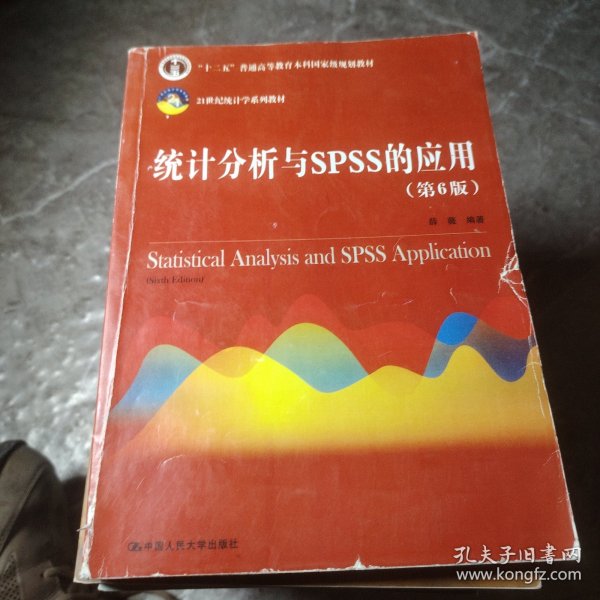 “十二五”普通高等教育本科国家级规划教材
21世纪统计学系列教材
统计分析与SPSS的应用
（第6版）
薛 薇 编著
Statistical Analysis and SPSS Application
(Sixth Edition)
中国人民大学出版社
孔夫子旧书网
www.kongfz.com